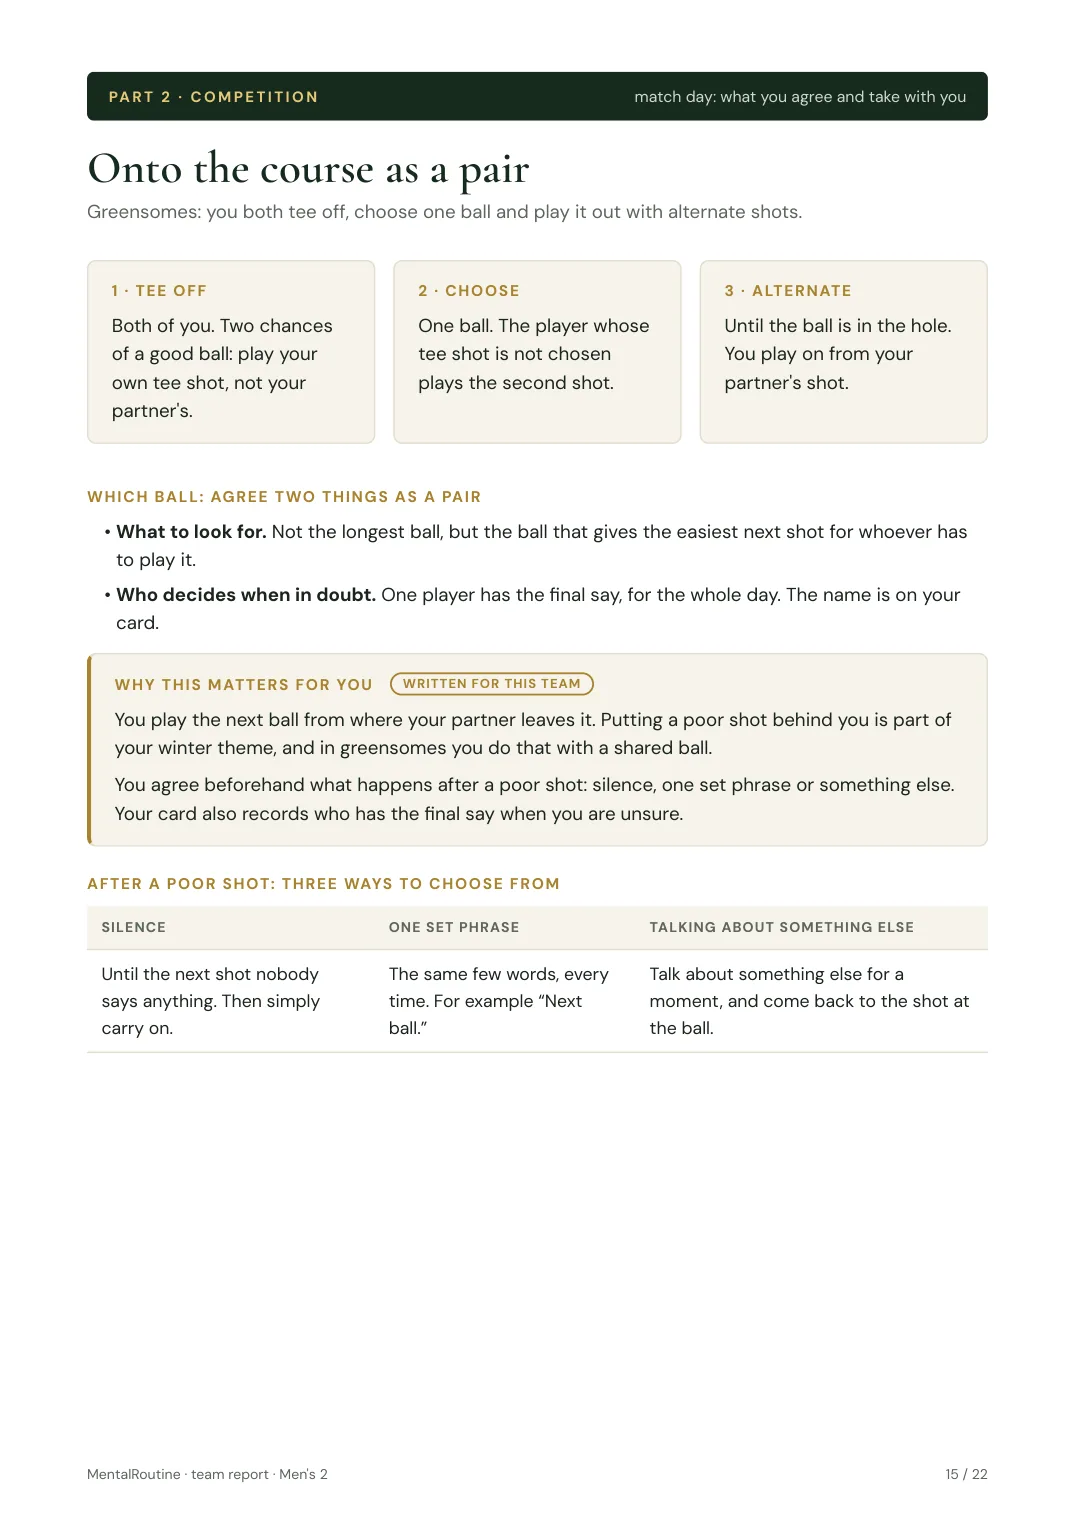 PART 2 · COMPETITION
match day: what you agree and take with you
Onto the course as a pair
Greensomes: you both tee off, choose one ball and play it out with alternate shots.
1 · TEE OFF
Both of you. Two chances
of a good ball: play your
own tee shot, not your
partner's.
2 · CHOOSE
One ball. The player whose
tee shot is not chosen
plays the second shot.
3 · ALTERNATE
Until the ball is in the hole.
You play on from your
partner's shot.
WHICH BALL: AGREE TWO THINGS AS A PAIR
• What to look for. Not the longest ball, but the ball that gives the easiest next shot for whoever has
to play it.
• Who decides when in doubt. One player has the final say, for the whole day. The name is on your
card.
WHY THIS MATTERS FOR YOU
WRITTEN FOR THIS TEAM
You play the next ball from where your partner leaves it. Putting a poor shot behind you is part of
your winter theme, and in greensomes you do that with a shared ball.
You agree beforehand what happens after a poor shot: silence, one set phrase or something else.
Your card also records who has the final say when you are unsure.
AFTER A POOR SHOT: THREE WAYS TO CHOOSE FROM
SILENCE
Until the next shot nobody
says anything. Then simply
carry on.
ONE SET PHRASE
The same few words, every
time. For example “Next
ball.”
TALKING ABOUT SOMETHING ELSE
Talk about something else for a
moment, and come back to the shot at
the ball.
MentalRoutine · team report · Men's 2
15 / 22